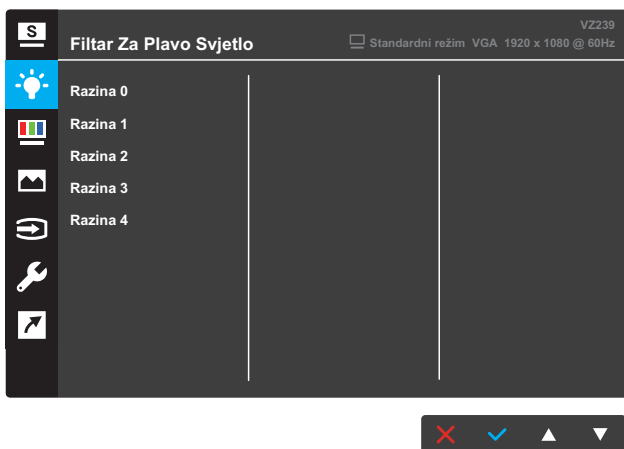 S
VZ239
Filtar Za Plavo Svjetlo
Standardni režim VGA 1920 x 1080 @ 60Hz
Razina 0
Razina 1
Razina 2
Razina 3
Razina 4